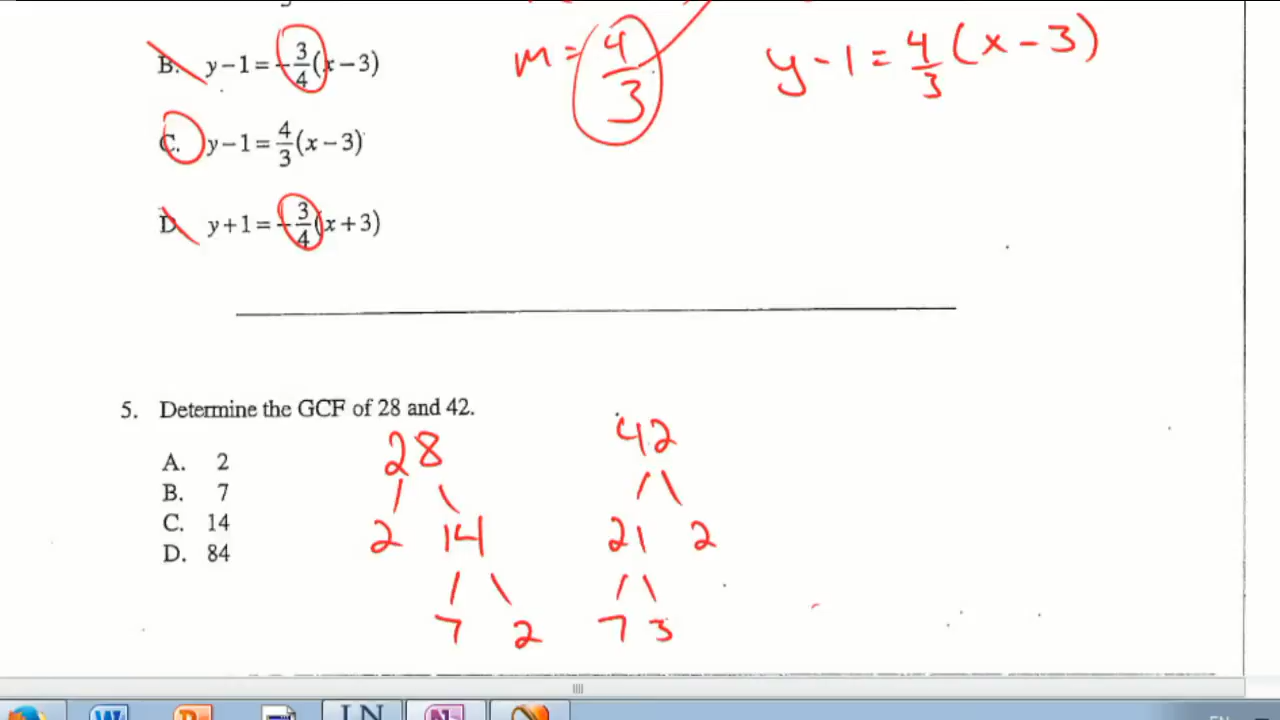 B. y−1=−3/4(x−3)
m = 4/3
y-1 = 4/3 (x-3)
C. y−1=4/3(x−3)
D. y+1=−3/4(x+3)
5. Determine the GCF of 28 and 42.
A. 2
B. 7
C. 14
D. 84
28
2 14
7 2
42
21 2
7 3
LN
EN